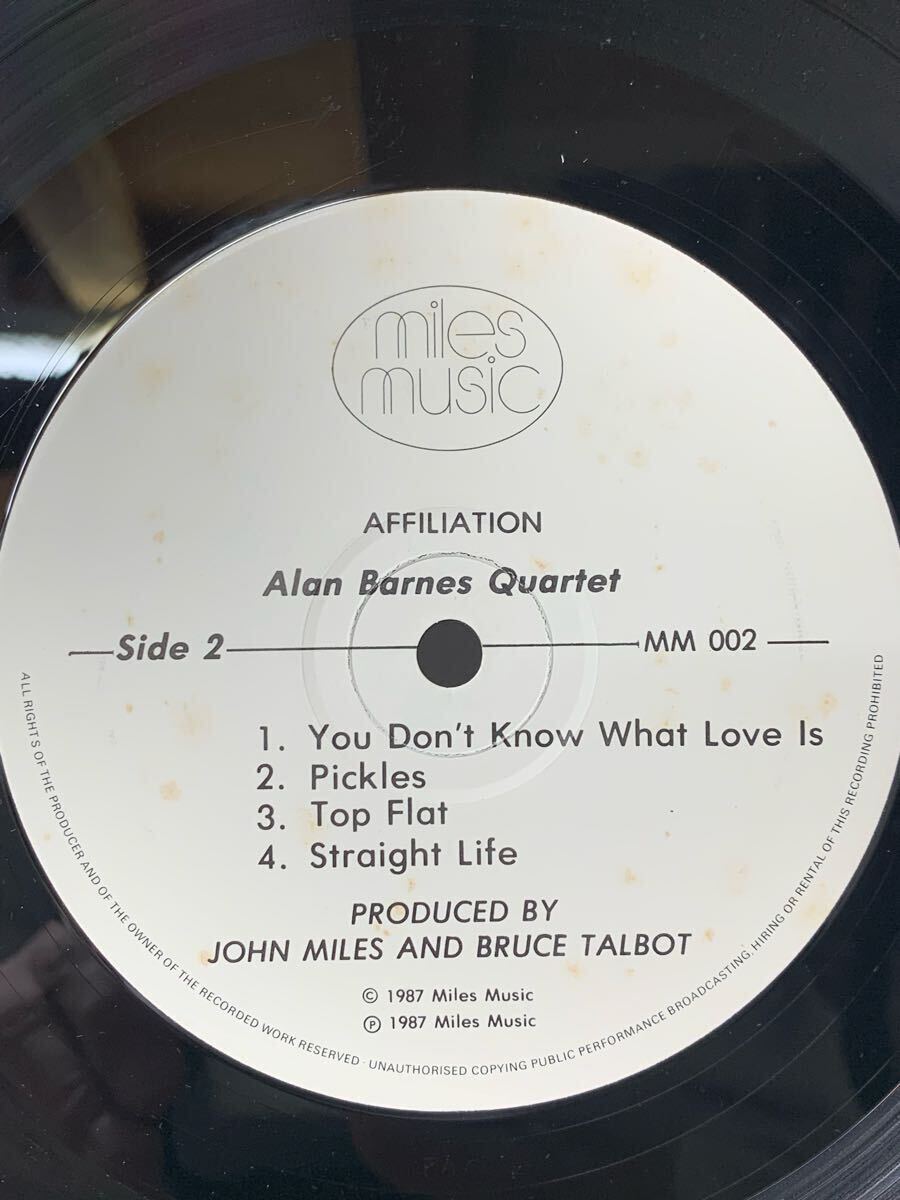 miles
music
AFFILIATION
Alan Barnes Quartet
Side 2
MM 002
1. You Don't Know What Love Is
2. Pickles
3. Top Flat
4. Straight Life
PRODUCED BY
JOHN MILES AND BRUCE TALBOT
© 1987 Miles Music
℗ 1987 Miles Music
ALL RIGHTS OF THE PRODUCER AND OF THE OWNER OF THE RECORDED WORK RESERVED · UNAUTHORISED COPYING PUBLIC PERFORMANCE BROADCASTING, HIRING OR RENTAL OF THIS RECORDING PROHIBITED